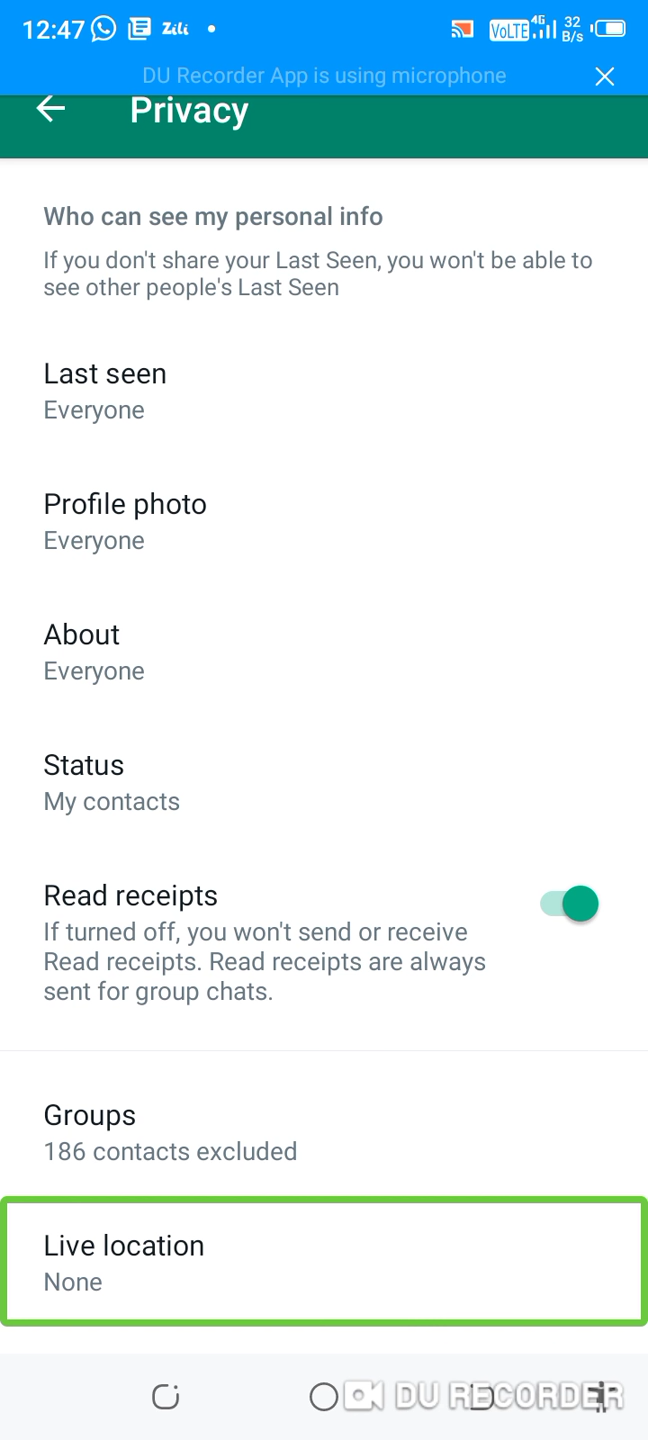 12:47 Zili VoLTE 4G 32 B/s
DU Recorder App is using microphone
Privacy
Who can see my personal info
If you don't share your Last Seen, you won't be able to
see other people's Last Seen
Last seen
Everyone
Profile photo
Everyone
About
Everyone
Status
My contacts
Read receipts
If turned off, you won't send or receive
Read receipts. Read receipts are always
sent for group chats.
Groups
186 contacts excluded
Live location
None
DU RECORDER